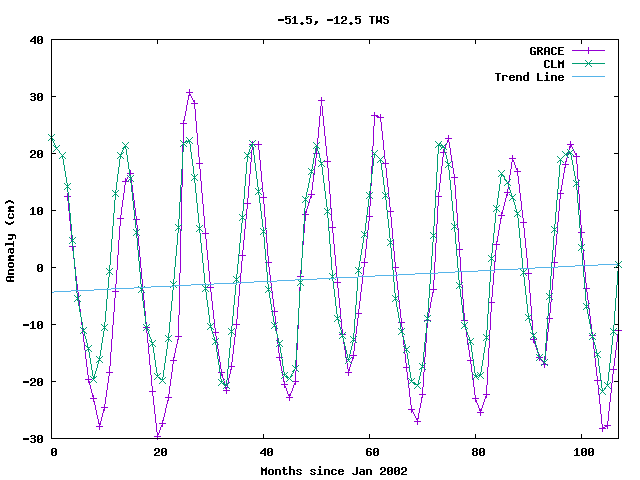 -51.5, -12.5 TWS
GRACE
CLM
Trend Line
40
30
20
10
0
-10
-20
-30
Anomaly (cm)
0 20 40 60 80 100
Months since Jan 2002